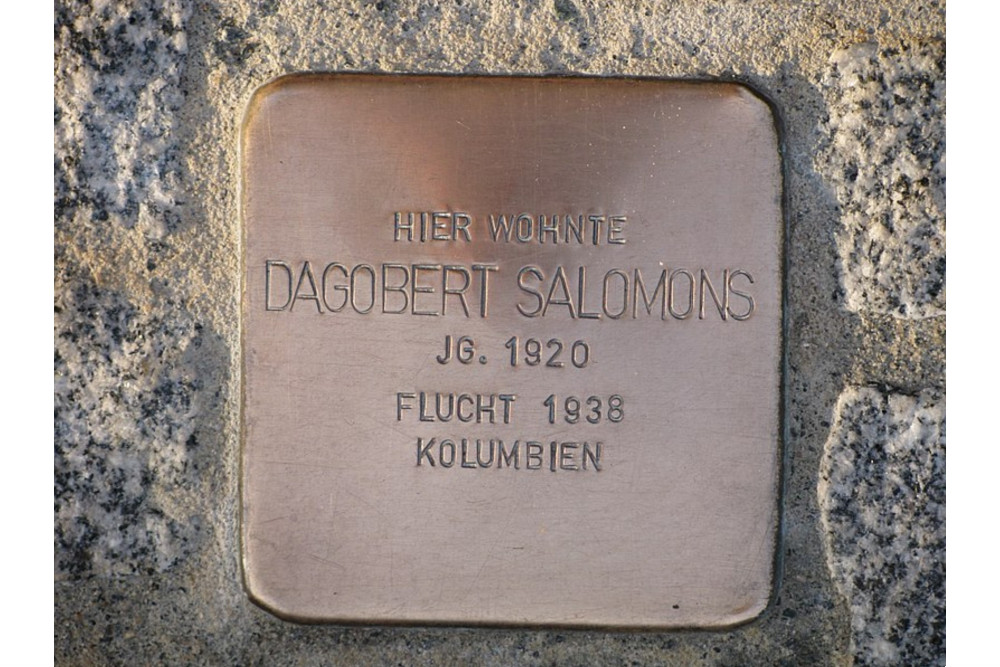 HIER WOHNTE
DAGOBERT SALOMONS
JG. 1920
FLUCHT 1938
KOLUMBIEN